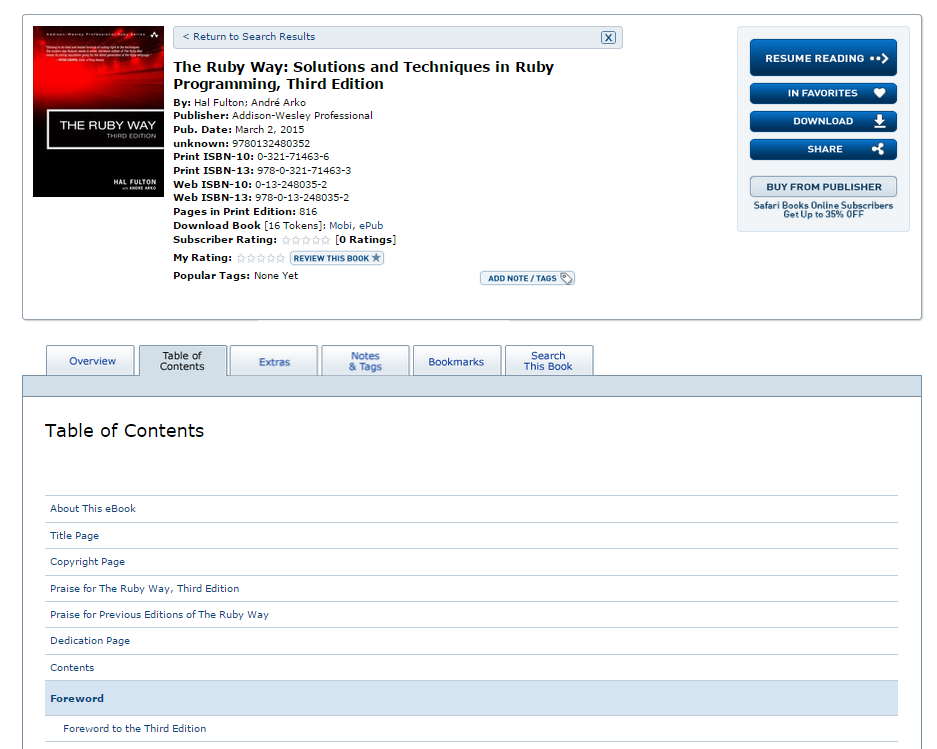 Addison-Wesley Professional Ruby Series
THE RUBY WAY
THIRD EDITION
HAL FULTON
with ANDRÉ ARKO
< Return to Search Results
X
The Ruby Way: Solutions and Techniques in Ruby
Programming, Third Edition
By: Hal Fulton; André Arko
Publisher: Addison-Wesley Professional
Pub. Date: March 2, 2015
unknown: 9780132480352
Print ISBN-10: 0-321-71463-6
Print ISBN-13: 978-0-321-71463-3
Web ISBN-10: 0-13-248035-2
Web ISBN-13: 978-0-13-248035-2
Pages in Print Edition: 816
Download Book [16 Tokens]: Mobi, ePub
Subscriber Rating: [0 Ratings]
My Rating: REVIEW THIS BOOK
Popular Tags: None Yet
ADD NOTE / TAGS
RESUME READING
IN FAVORITES
DOWNLOAD
SHARE
BUY FROM PUBLISHER
Safari Books Online Subscribers
Get Up to 35% OFF
Overview
Table of
Contents
Extras
Notes
& Tags
Bookmarks
Search
This Book
Table of Contents
About This eBook
Title Page
Copyright Page
Praise for The Ruby Way, Third Edition
Praise for Previous Editions of The Ruby Way
Dedication Page
Contents
Foreword
Foreword to the Third Edition